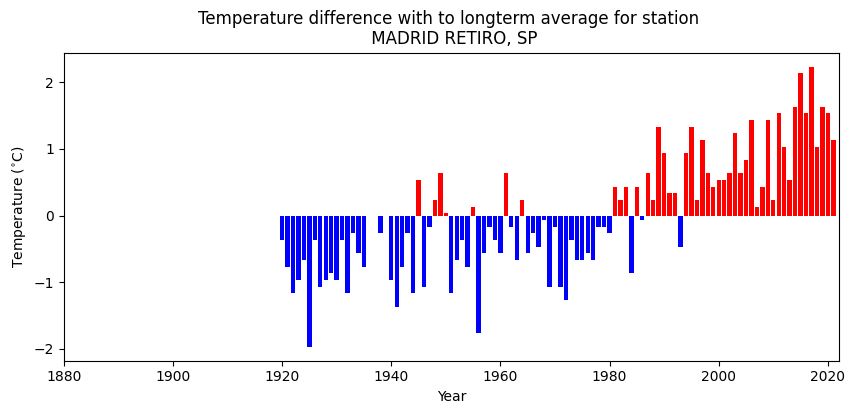 Temperature difference with to longterm average for station
MADRID RETIRO, SP
Temperature (°C)
2
1
0
−1
−2
1880 1900 1920 1940 1960 1980 2000 2020
Year